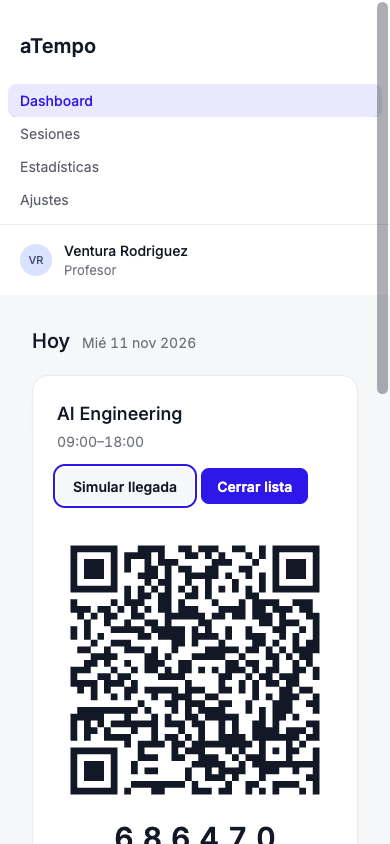 aTempo
Dashboard
Sesiones
Estadísticas
Ajustes
VR
Ventura Rodriguez
Profesor
Hoy Mié 11 nov 2026
AI Engineering
09:00–18:00
Simular llegada Cerrar lista
686470